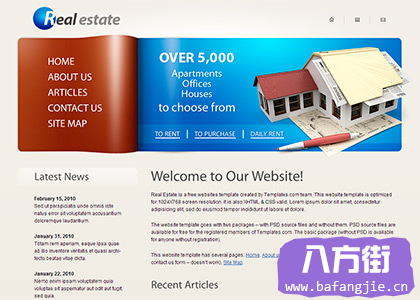 Real estate
HOME
ABOUT US
ARTICLES
CONTACT US
SITE MAP
OVER 5,000
Apartments
Offices
Houses
to choose from
TO RENT | TO PURCHASE | DAILY RENT
Latest News
February 15, 2010
Sed ut perspiciatis unde omnis iste
natus error sit voluptatem accusantium
doloremque laudantium.
January 31, 2010
Totam rem aperiam, eaque ipsa quae
ab illo inventore veritatis et quasi
architecto.
January 22, 2010
Nemo enim ipsam voluptatem quia
voluptas sit aspernatur aut odit aut fugit,
sed quia.
Welcome to Our Website!
Real Estate is a free websites template created by Templates.com team. This website template is optimized
for 1024X768 screen resolution. It is also XHTML & CSS valid. Lorem ipsum dolor sit amet, consectetur
adipisicing elit, sed do eiusmod tempor incididunt ut labore et dolore.
The website template goes with two packages – with PSD source files and without them. PSD source files are
available for free for the registered members of Templates.com. The basic package (without PSD is available
for anyone without registration).
This website template has several pages: Home, About us
contact us form – doesn't work), Site Map.
Recent Articles
八方街
www.bafangjie.cn